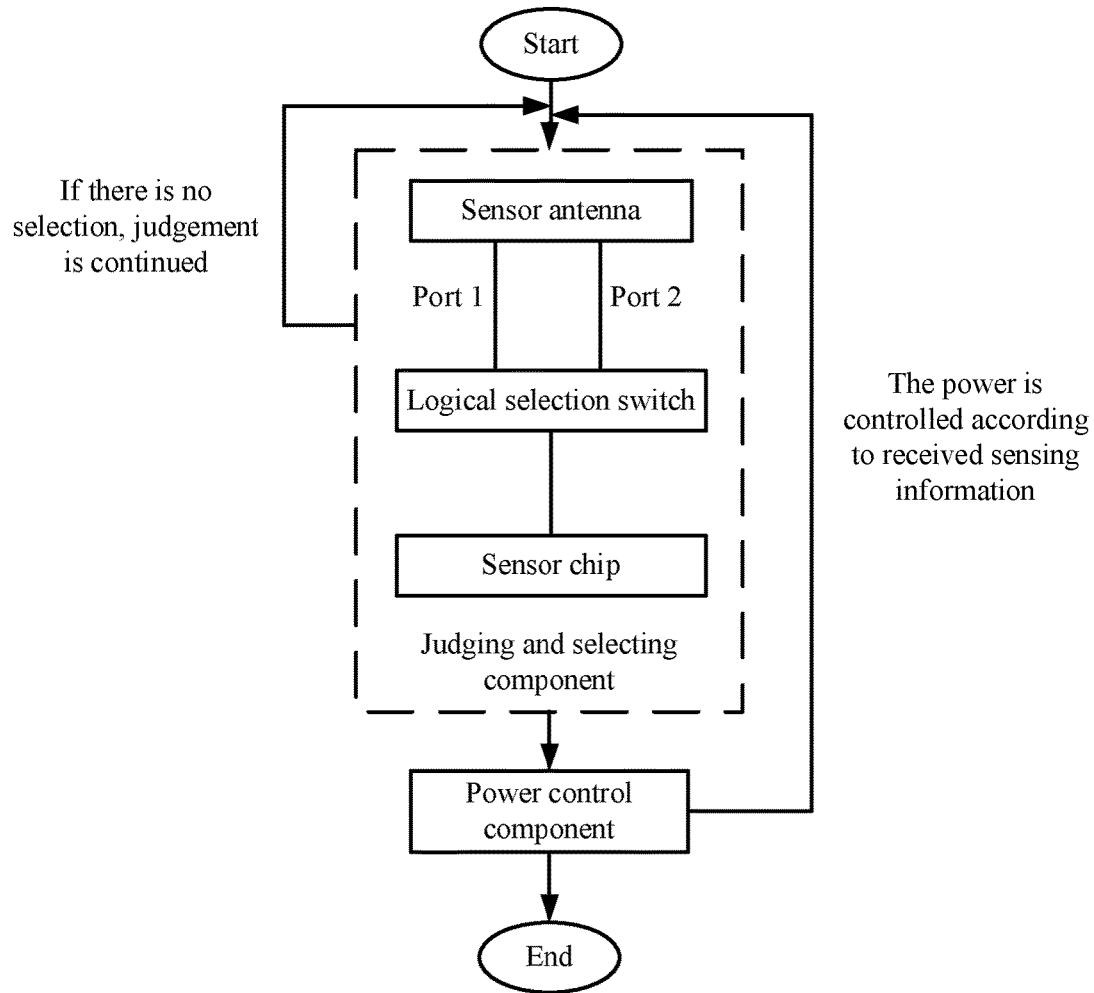 Start
If there is no
selection, judgement
is continued
Sensor antenna
Port 1
Port 2
Logical selection switch
The power is
controlled according
to received sensing
information
Sensor chip
Judging and selecting
component
Power control
component
End